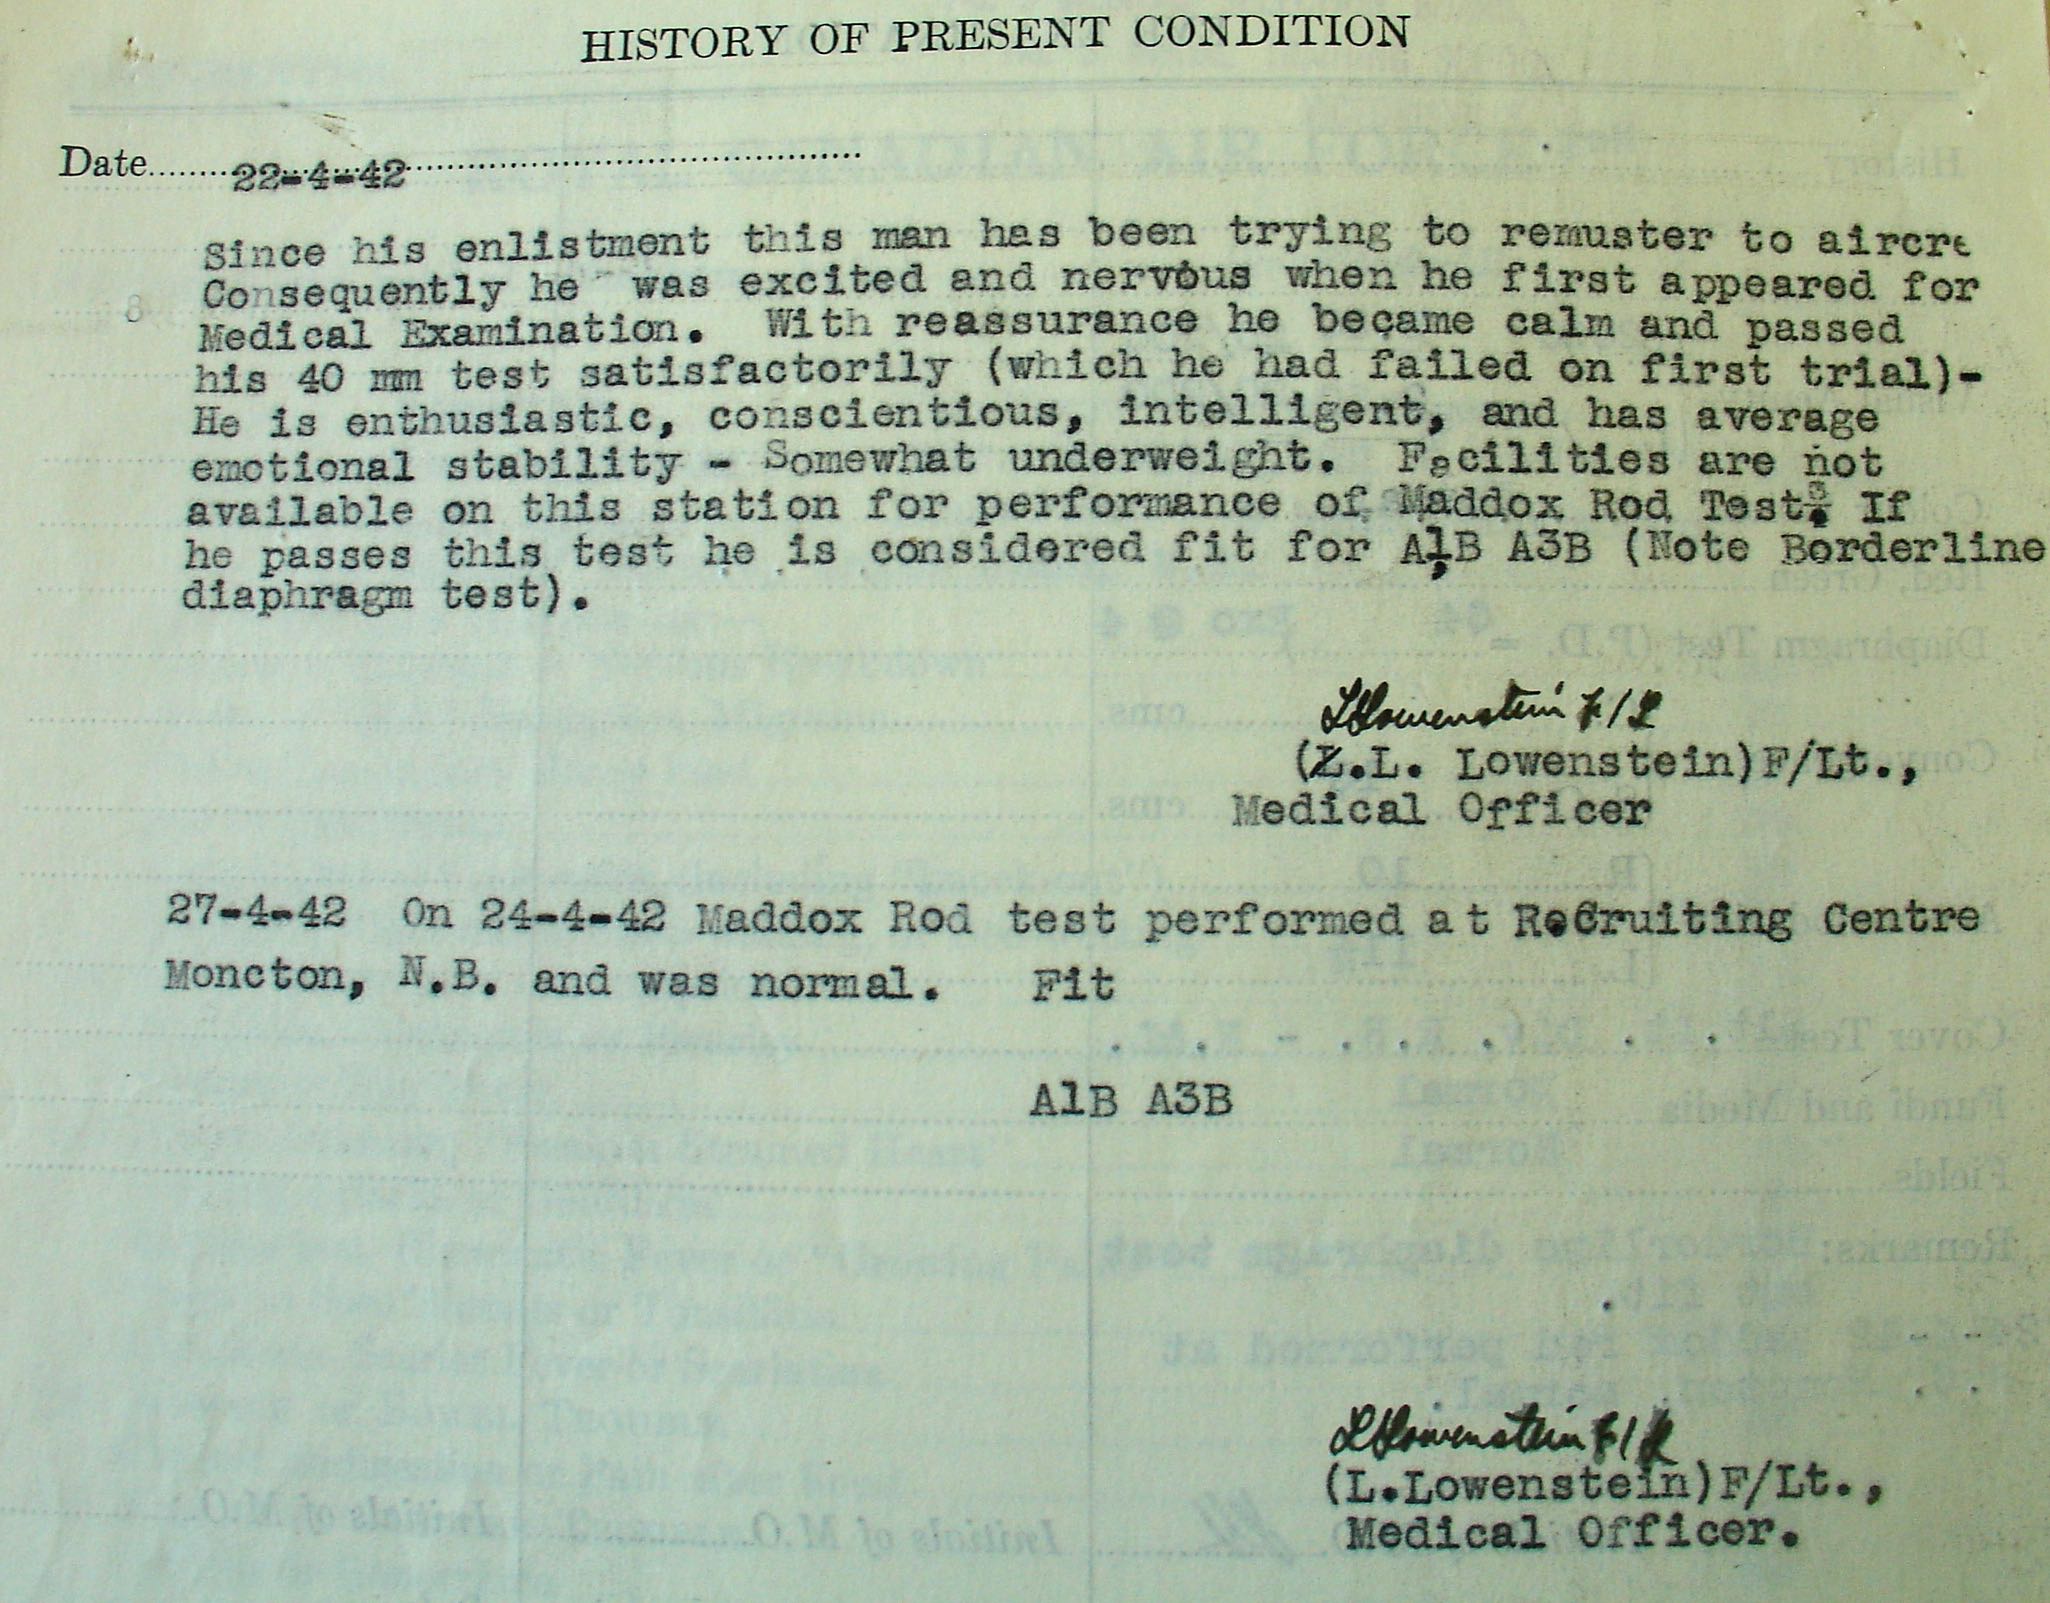 HISTORY OF PRESENT CONDITION
Date 22-4-42
Since his enlistment this man has been trying to remuster to aircre
Consequently he was excited and nervous when he first appeared for
Medical Examination. With reassurance he became calm and passed
his 40 mm test satisfactorily (which he had failed on first trial)-
He is enthusiastic, conscientious, intelligent, and has average
emotional stability - Somewhat underweight. Facilities are not
available on this station for performance of Maddox Rod Test. If
he passes this test he is considered fit for A1B A3B (Note Borderline
diaphragm test).
LLowenstein F/L
(L.L. Lowenstein)F/Lt.,
Medical Officer
27-4-42 On 24-4-42 Maddox Rod test performed at ReCruiting Centre
Moncton, N.B. and was normal. Fit
A1B A3B
LLowenstein F/L
(L.Lowenstein)F/Lt.,
Medical Officer.